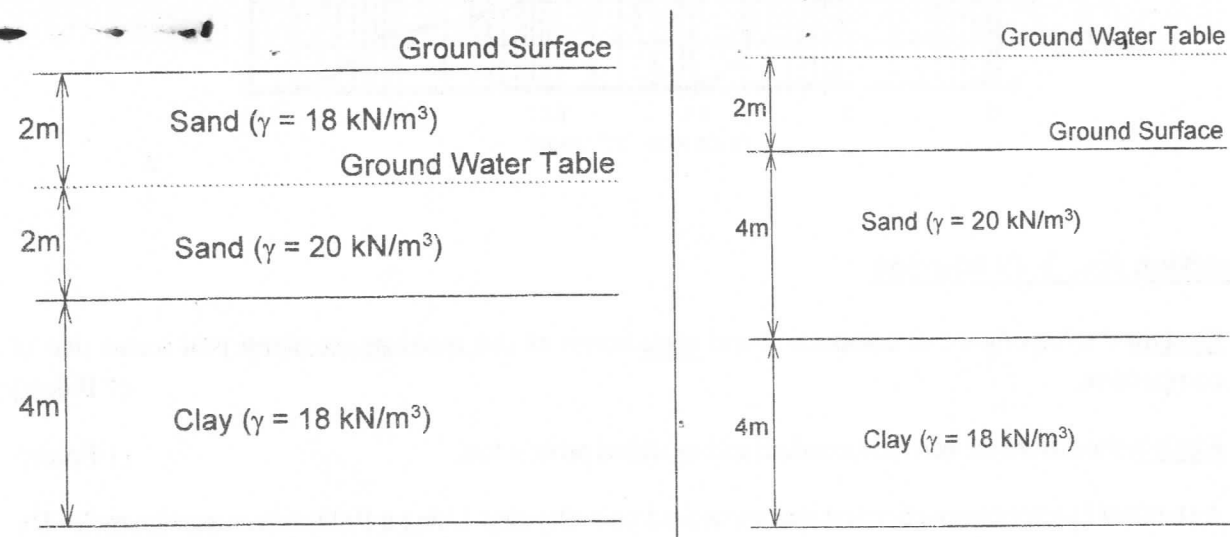 Ground Surface
2m
Sand (γ = 18 kN/m³)
Ground Water Table
2m
Sand (γ = 20 kN/m³)
4m
Clay (γ = 18 kN/m³)
Ground Water Table
2m
Ground Surface
4m
Sand (γ = 20 kN/m³)
4m
Clay (γ = 18 kN/m³)